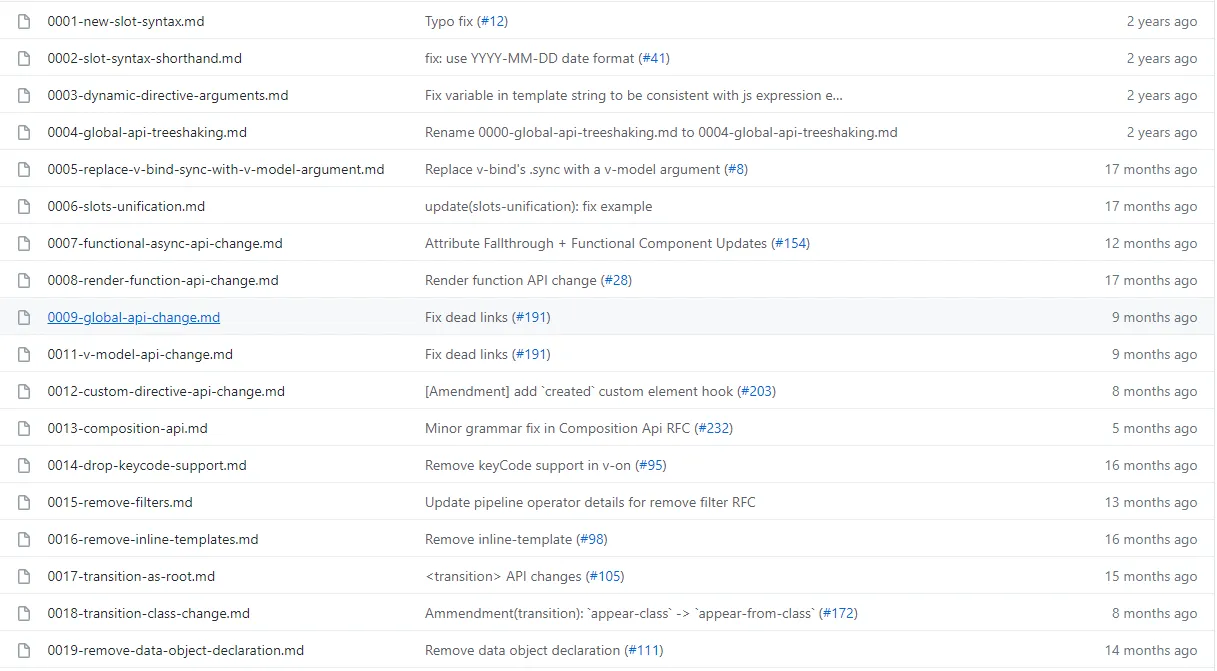 0001-new-slot-syntax.md Typo fix (#12) 2 years ago
0002-slot-syntax-shorthand.md fix: use YYYY-MM-DD date format (#41) 2 years ago
0003-dynamic-directive-arguments.md Fix variable in template string to be consistent with js expression e... 2 years ago
0004-global-api-treeshaking.md Rename 0000-global-api-treeshaking.md to 0004-global-api-treeshaking.md 2 years ago
0005-replace-v-bind-sync-with-v-model-argument.md Replace v-bind's .sync with a v-model argument (#8) 17 months ago
0006-slots-unification.md update(slots-unification): fix example 17 months ago
0007-functional-async-api-change.md Attribute Fallthrough + Functional Component Updates (#154) 12 months ago
0008-render-function-api-change.md Render function API change (#28) 17 months ago
0009-global-api-change.md Fix dead links (#191) 9 months ago
0011-v-model-api-change.md Fix dead links (#191) 9 months ago
0012-custom-directive-api-change.md [Amendment] add `created` custom element hook (#203) 8 months ago
0013-composition-api.md Minor grammar fix in Composition Api RFC (#232) 5 months ago
0014-drop-keycode-support.md Remove keyCode support in v-on (#95) 16 months ago
0015-remove-filters.md Update pipeline operator details for remove filter RFC 13 months ago
0016-remove-inline-templates.md Remove inline-template (#98) 16 months ago
0017-transition-as-root.md <transition> API changes (#105) 15 months ago
0018-transition-class-change.md Ammendment(transition): `appear-class` -> `appear-from-class` (#172) 8 months ago
0019-remove-data-object-declaration.md Remove data object declaration (#111) 14 months ago